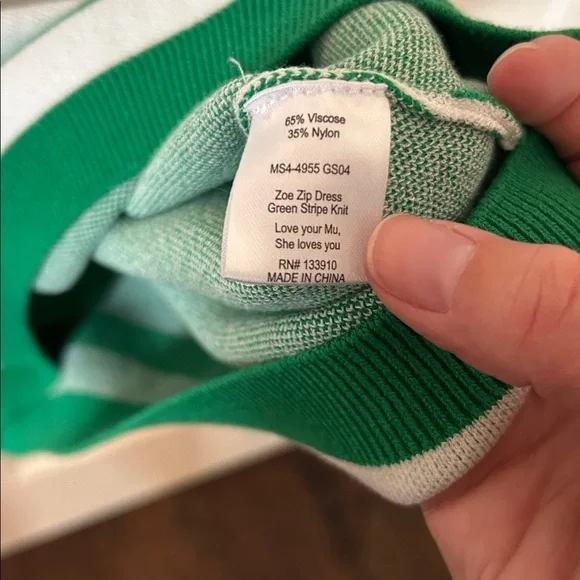 65% Viscose
35% Nylon
MS4-4955 GS04
Zoe Zip Dress
Green Stripe Knit
Love your Mu,
She loves you
RN# 133910
MADE IN CHINA